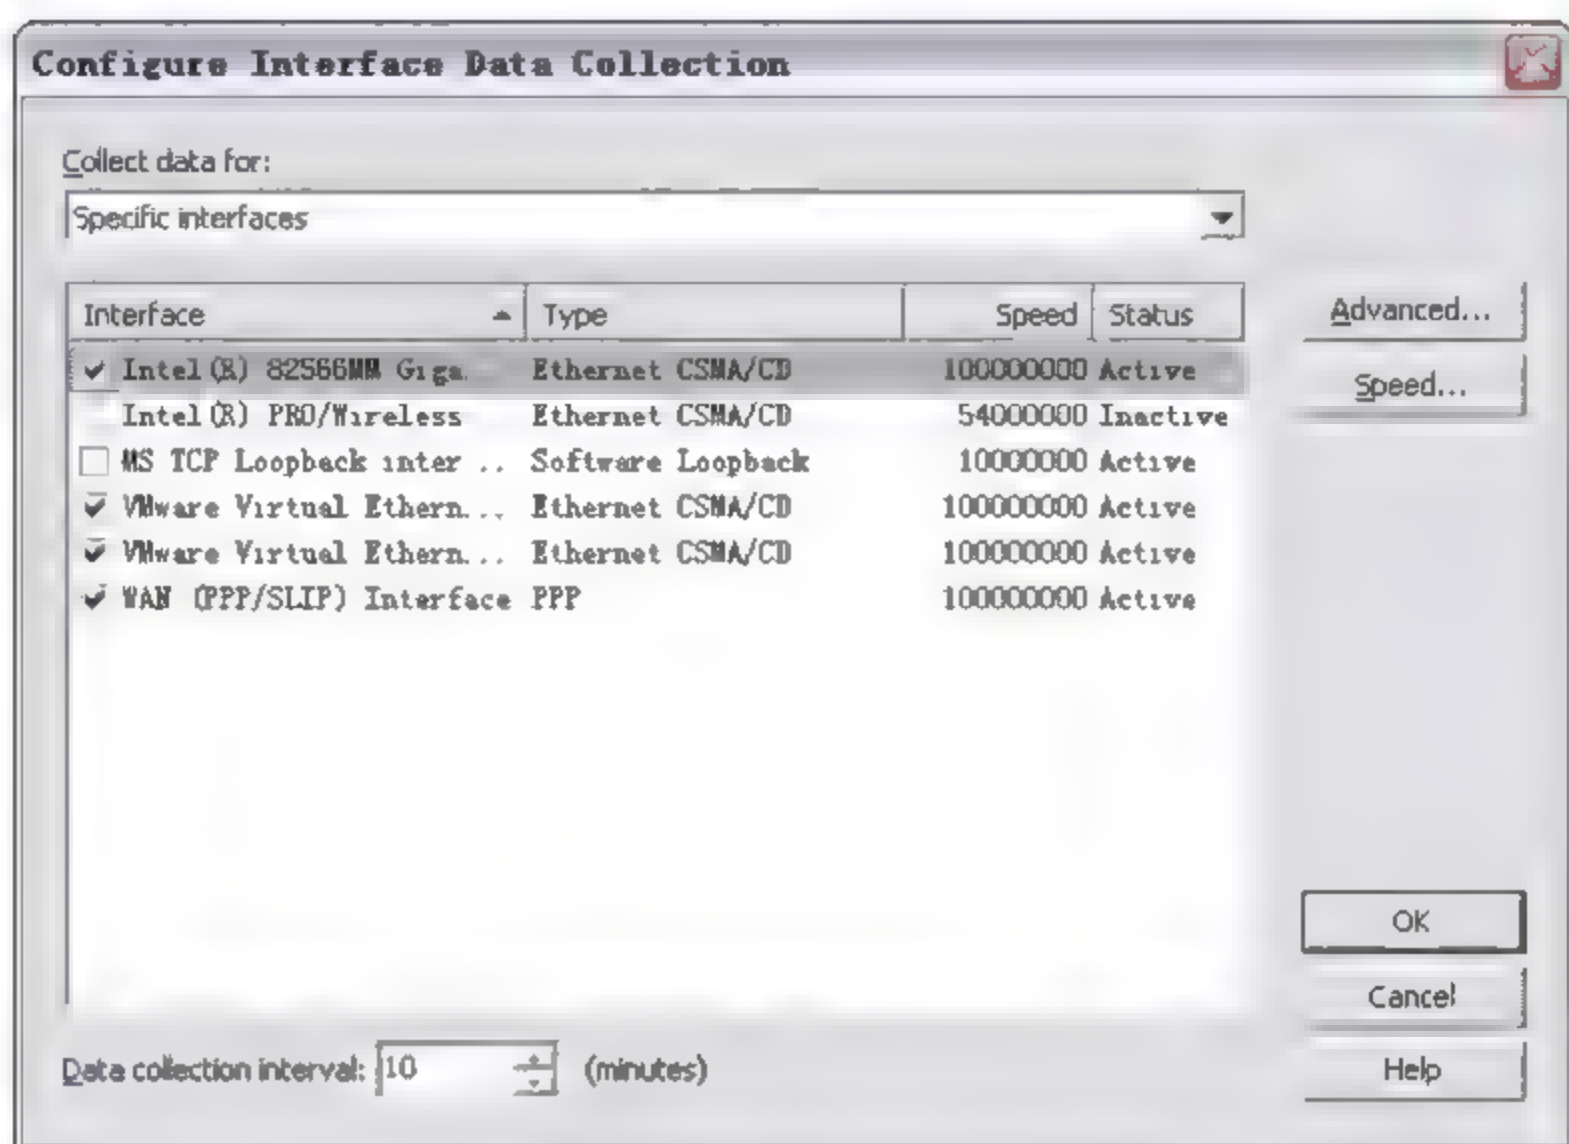 Configure Interface Data Collection
Collect data for:
Specific interfaces
Interface Type Speed Status
Intel(R) 82566MM Giga. Ethernet CSMA/CD 100000000 Active
Intel(R) PRO/Wireless Ethernet CSMA/CD 54000000 Inactive
MS TCP Loopback inter .. Software Loopback 10000000 Active
VMware Virtual Ethern... Ethernet CSMA/CD 100000000 Active
VMware Virtual Ethern... Ethernet CSMA/CD 100000000 Active
WAN (PPP/SLIP) Interface PPP 100000000 Active
Advanced...
Speed...
OK
Cancel
Help
Data collection interval: 10 (minutes)